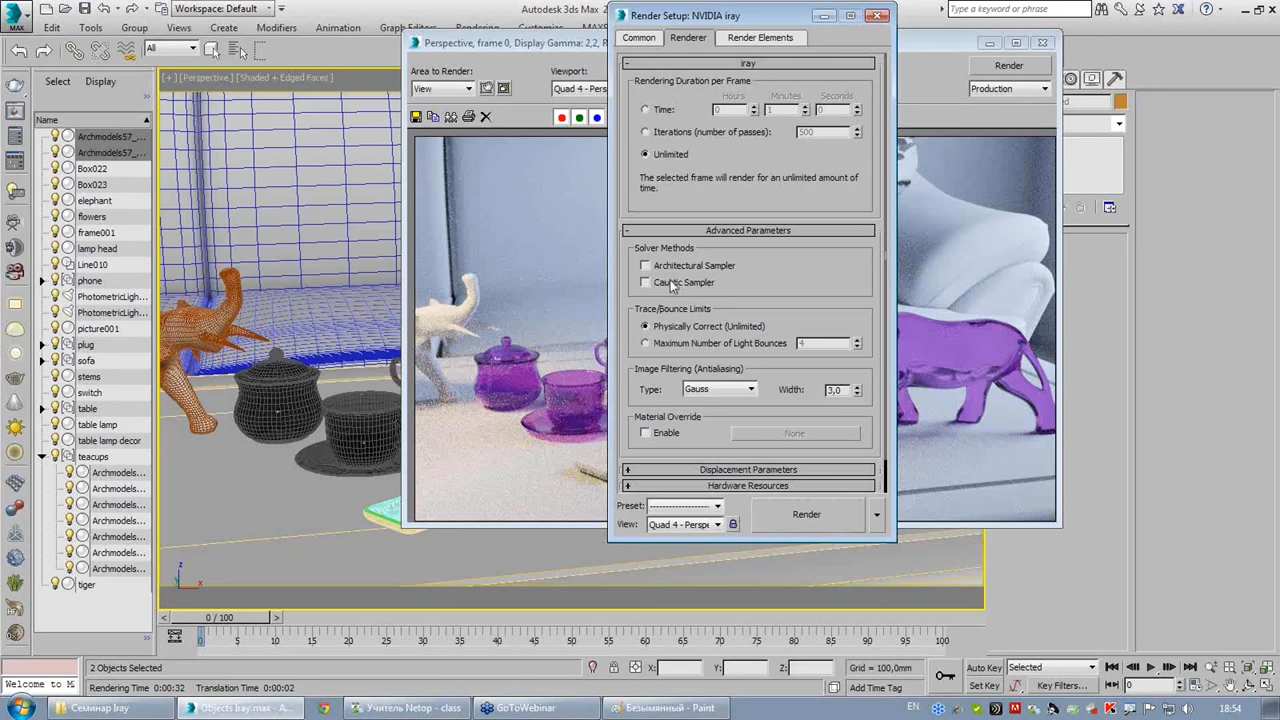 MAX
Workspace: Default
Autodesk 3ds Max
Type a keyword or phrase
Edit
Tools
Group
Views
Create
Modifiers
Animation
Rendering
Customize
All
Select
Display
Name
Archmodels57_...
Archmodels57_...
Box022
Box023
elephant
flowers
frame001
lamp head
Line010
phone
PhotometricLigh...
PhotometricLigh...
picture001
plug
sofa
stems
switch
table
table lamp
table lamp decor
teacups
Archmodels...
Archmodels...
Archmodels...
Archmodels...
Archmodels...
Archmodels...
Archmodels...
tiger
[ + ] [ Perspective ] [ Shaded + Edged Faces ]
Perspective, frame 0, Display Gamma: 2,2,
Area to Render:
View
Viewport:
Quad 4 - Persp
Render
Production
Render Setup: NVIDIA iray
Common
Renderer
Render Elements
iray
Rendering Duration per Frame
Hours Minutes Seconds
Time: 0 1 0
Iterations (number of passes): 500
Unlimited
The selected frame will render for an unlimited amount of
time.
Advanced Parameters
Solver Methods
Architectural Sampler
Caustic Sampler
Trace/Bounce Limits
Physically Correct (Unlimited)
Maximum Number of Light Bounces 4
Image Filtering (Antialiasing)
Type: Gauss Width: 3,0
Material Override
Enable None
Displacement Parameters
Hardware Resources
Preset: --------------------
View: Quad 4 - Perspe
Render
z
x
0 / 100
0 5 10 15 20 25 30 35 40 45 50 55 60 65 70 75 80 85 90 95 100
2 Objects Selected
X: Y: Z:
Grid = 100,0mm
Auto Key
Selected
Welcome to M
Rendering Time 0:00:32 Translation Time 0:00:02
Add Time Tag
Set Key
Key Filters...
0
Семинар Iray
Objects Iray.max - A...
Учитель Netop - class
GoToWebinar
Безымянный - Paint
EN
18:54